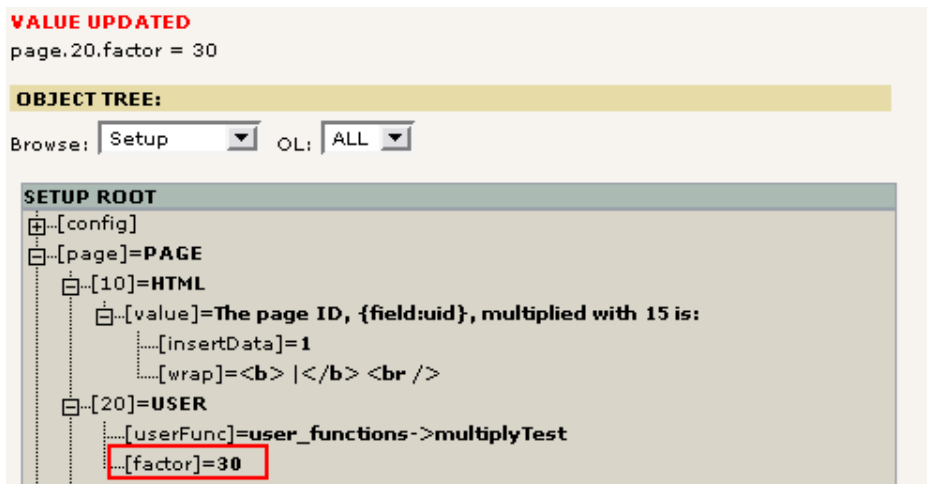 VALUE UPDATED
page.20.factor = 30
OBJECT TREE:
Browse: Setup OL: ALL
SETUP ROOT
[config]
[page]=PAGE
[10]=HTML
[value]=The page ID, {field:uid}, multiplied with 15 is:
[insertData]=1
[wrap]=<b> |</b> <br />
[20]=USER
[userFunc]=user_functions->multiplyTest
[factor]=30